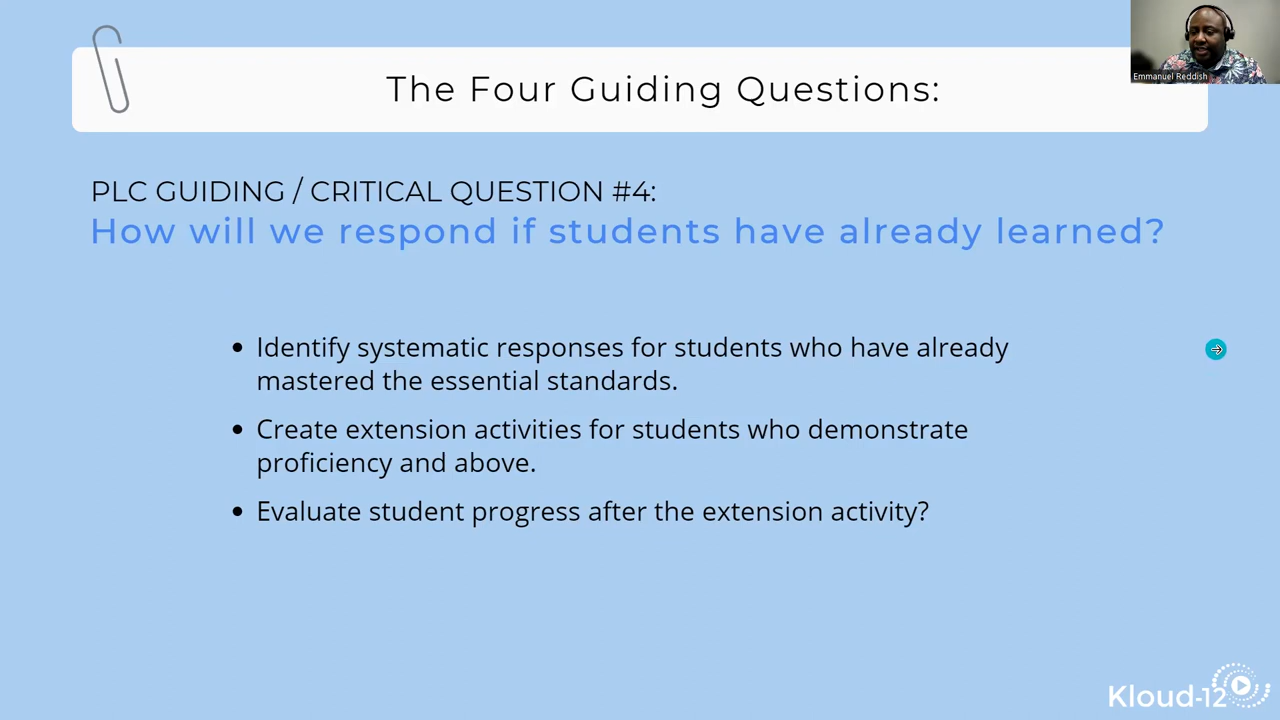 The Four Guiding Questions:
Emmanuel Reddish
PLC GUIDING / CRITICAL QUESTION #4:
How will we respond if students have already learned?
• Identify systematic responses for students who have already
mastered the essential standards.
• Create extension activities for students who demonstrate
proficiency and above.
• Evaluate student progress after the extension activity?
Kloud-12